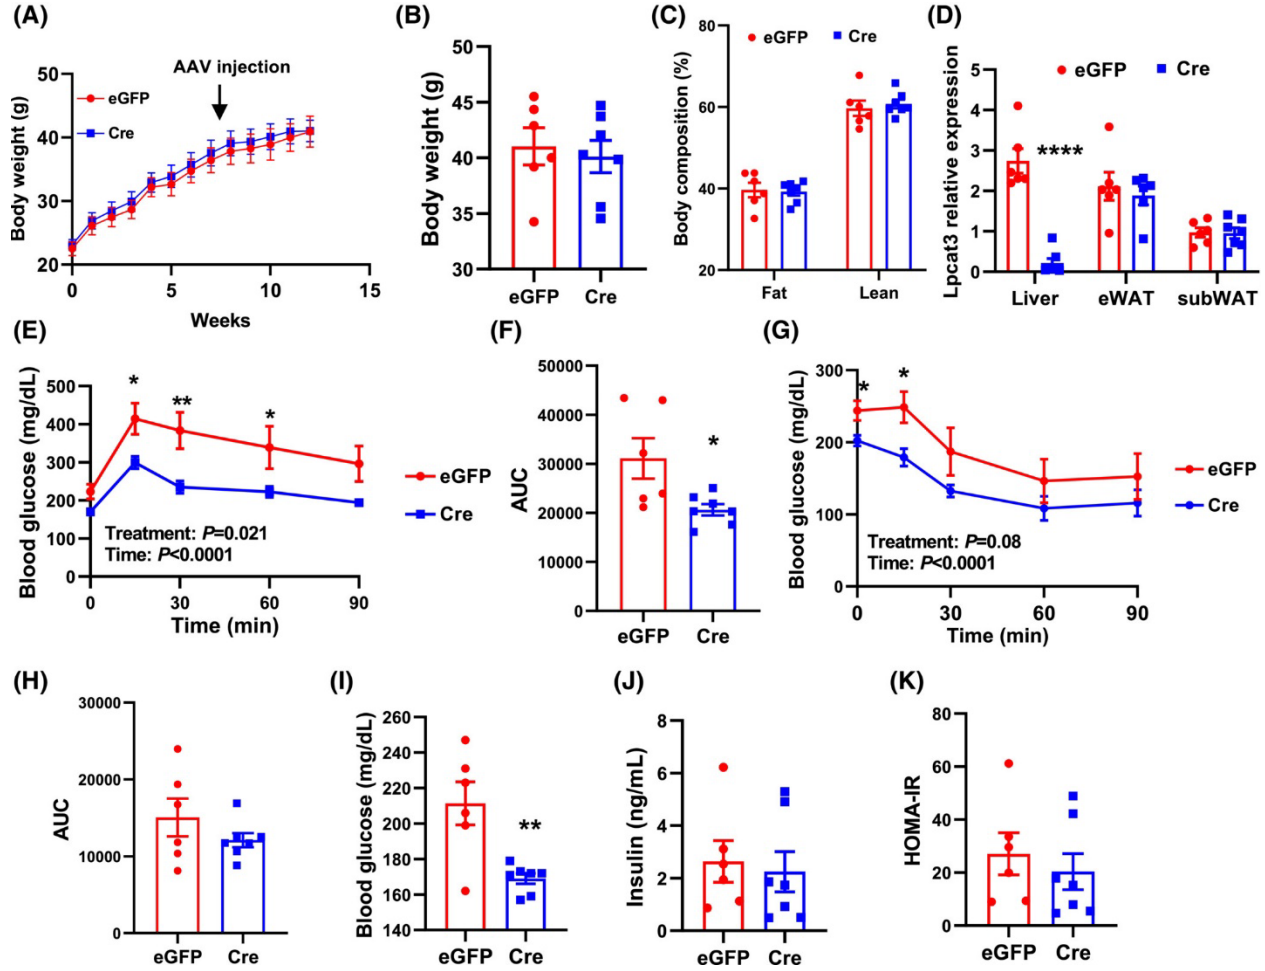 (A)
AAV injection
eGFP
Cre
Body weight (g)
50
40
30
20
0
5
10
15
Weeks
(B)
Body weight (g)
50
45
40
35
30
eGFP
Cre
(C)
eGFP
Cre
Body composition (%)
80
60
40
20
Fat
Lean
(D)
eGFP
Cre
Lpcat3 relative expression
5
4
3
2
1
0
****
Liver
eWAT
subWAT
(E)
Blood glucose (mg/dL)
500
400
300
200
100
0
*
**
*
eGFP
Cre
Treatment: P=0.021
Time: P<0.0001
0
30
60
90
Time (min)
(F)
AUC
50000
40000
30000
20000
10000
0
*
eGFP
Cre
(G)
Blood glucose (mg/dL)
300
200
100
0
*
*
eGFP
Cre
Treatment: P=0.08
Time: P<0.0001
0
30
60
90
Time (min)
(H)
AUC
30000
20000
10000
0
eGFP
Cre
(I)
Blood glucose (mg/dL)
260
240
220
200
180
160
140
**
eGFP
Cre
(J)
Insulin (ng/mL)
8
6
4
2
0
eGFP
Cre
(K)
HOMA-IR
80
60
40
20
0
eGFP
Cre